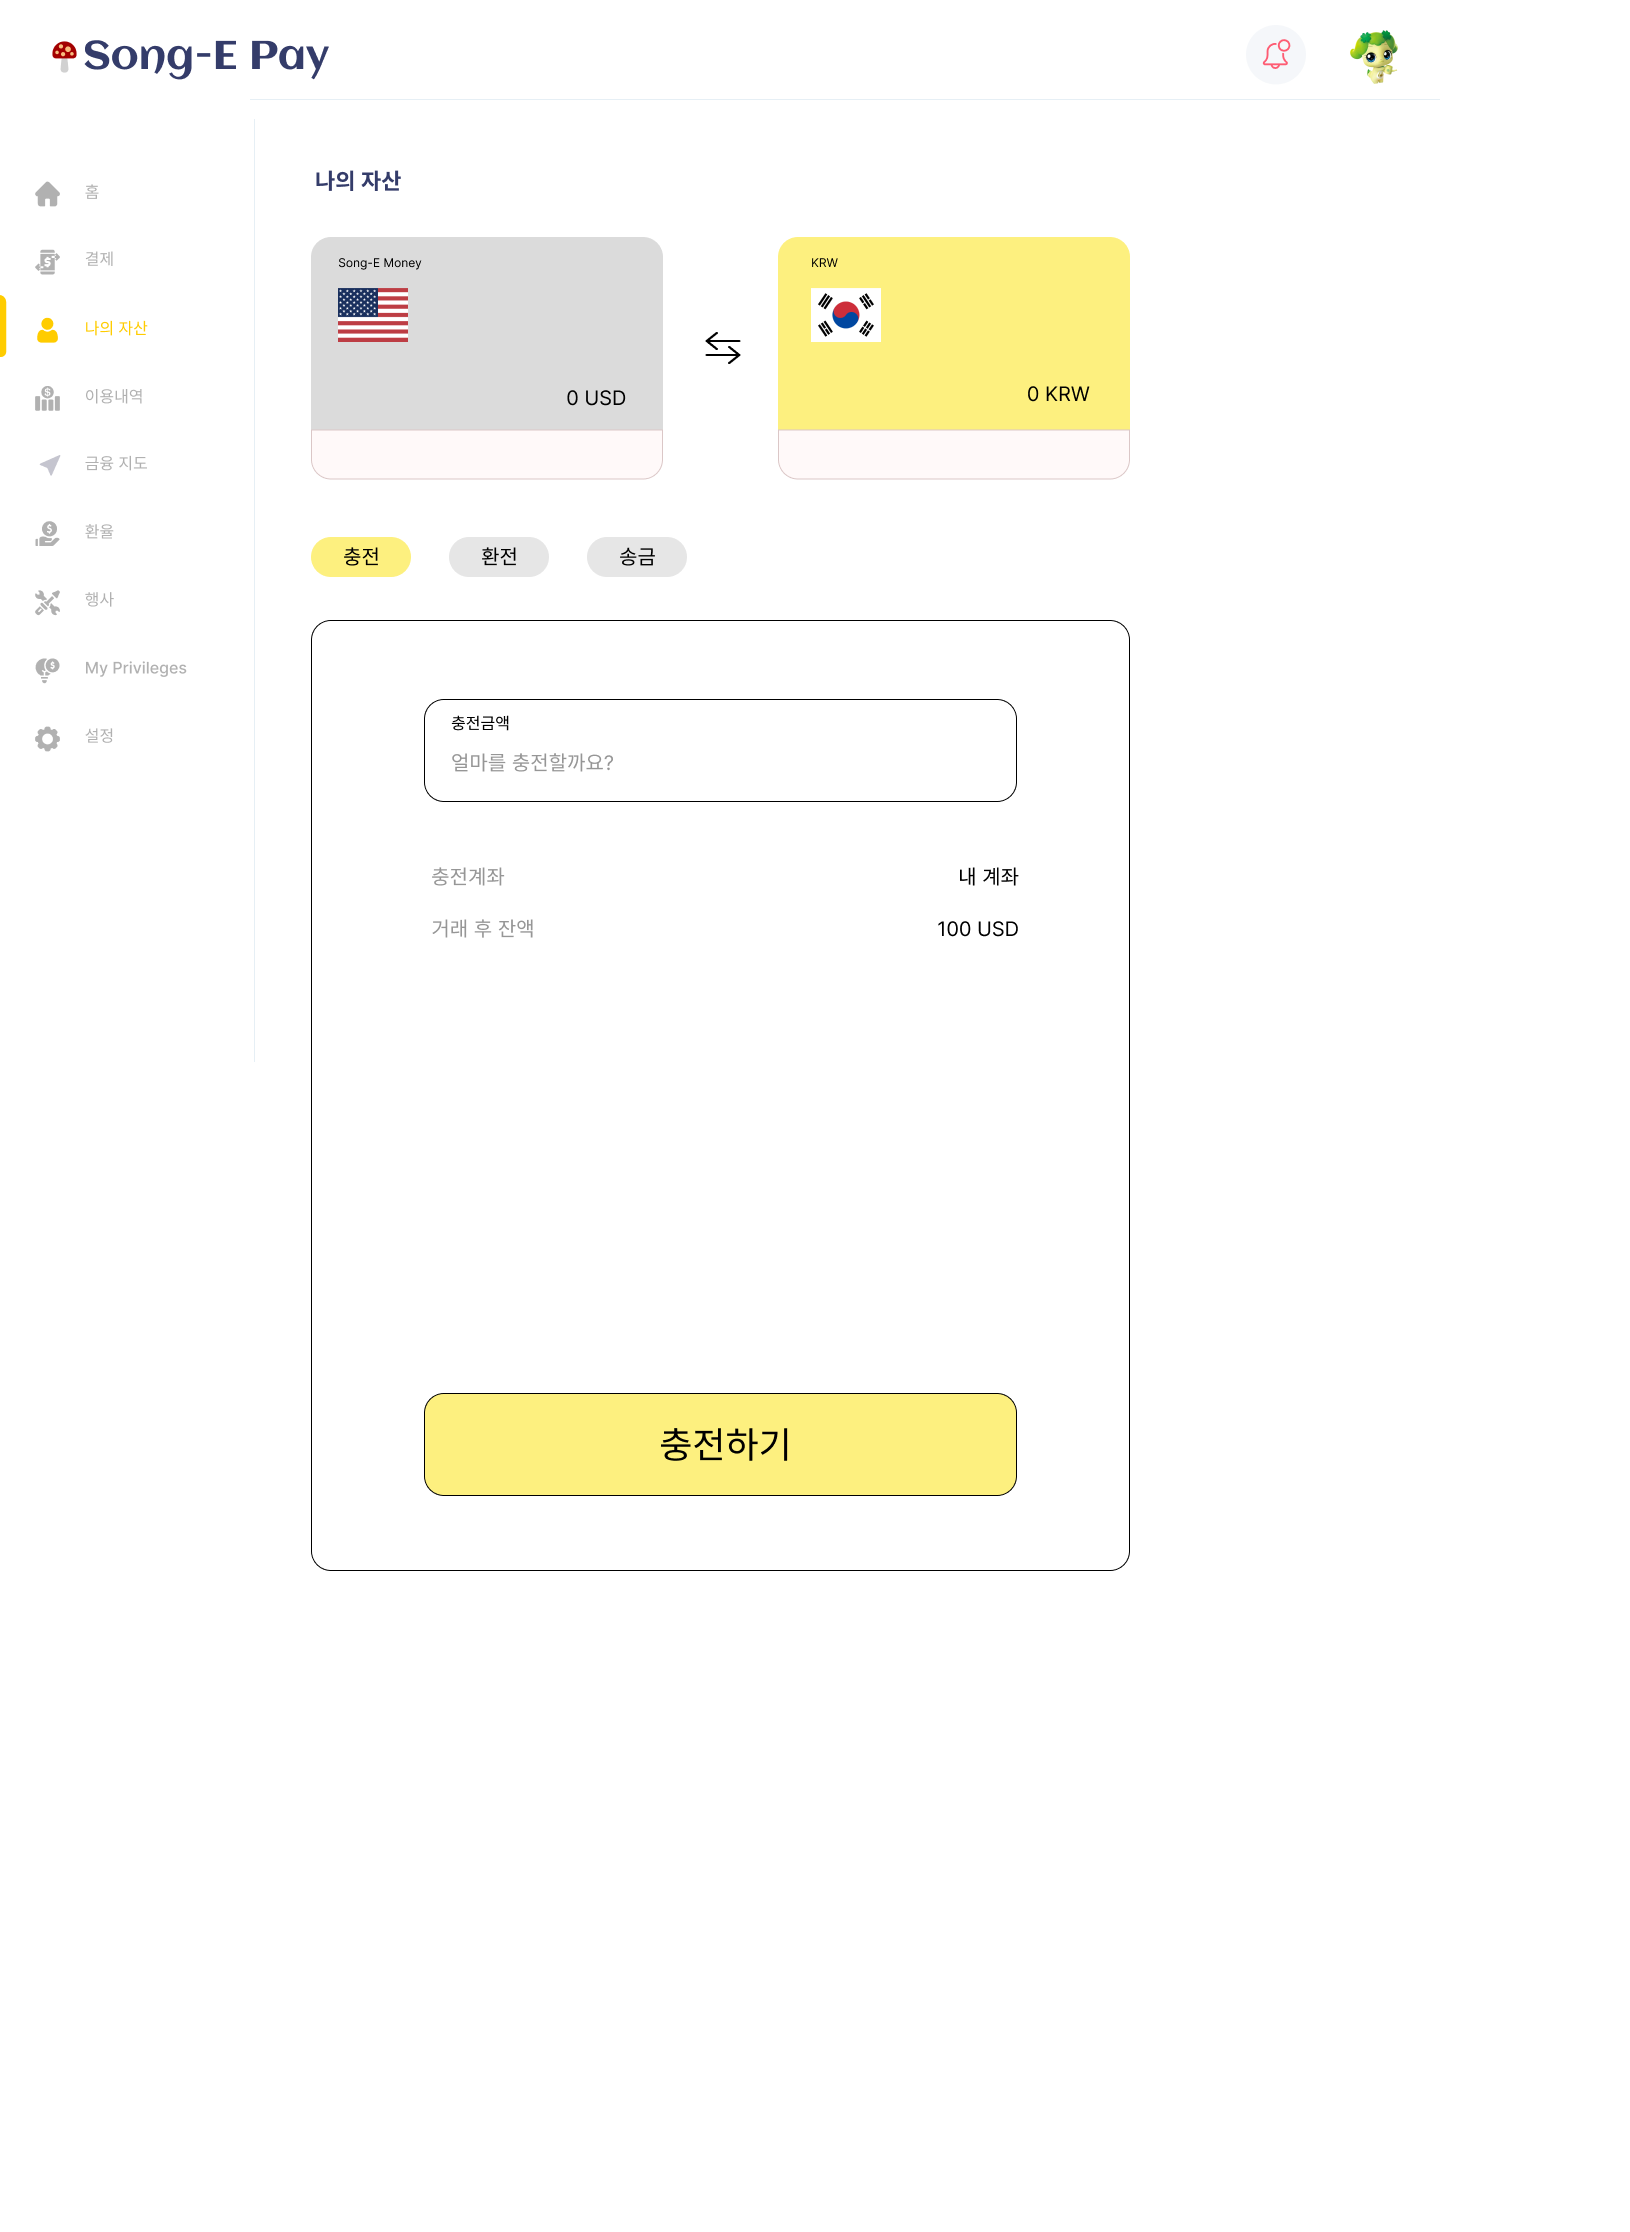 Song-E Pay
홈
결제
나의 자산
이용내역
금융 지도
환율
행사
My Privileges
설정
나의 자산
Song-E Money
0 USD
KRW
0 KRW
충전
환전
송금
충전금액
얼마를 충전할까요?
충전계좌 내 계좌
거래 후 잔액 100 USD
충전하기